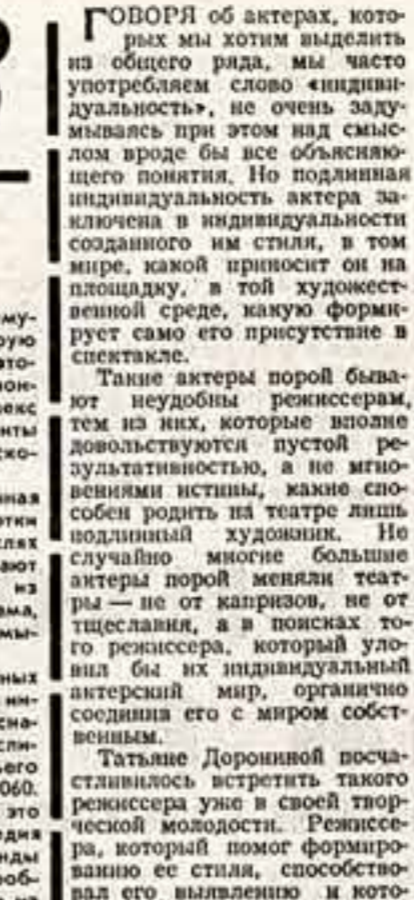 ГОВОРЯ об актерах, кото-
рых мы хотим выделить
из общего ряда, мы часто
употребляем слово «индиви-
дуальность», не очень заду-
мываясь при этом над смыс-
лом вроде бы все объясняю-
щего понятия. Но подлинная
индивидуальность актера за-
ключена в индивидуальности
созданного им стиля, в том
мире, какой приносит он на
площадку, в той художест-
венной среде, какую форми-
рует само его присутствие в
спектакле.
Такие актеры порой быва-
ют неудобны режиссерам,
тем из них, которые вполне
довольствуются пустой ре-
зультативностью, а не мгно-
вениями истины, какие спо-
собен родить на театре лишь
подлинный художник. Не
случайно многие большие
актеры порой меняли теат-
ры — не от капризов, не от
тщеславия, а в поисках то-
го режиссера, который уло-
вил бы их индивидуальный
актерский мир, органично
соединив его с миром собст-
венным.
Татьяне Дорониной посча-
стливилось встретить такого
режиссера уже в своей твор-
ческой молодости. Режиссе-
ра, который помог формиро-
ванию ее стиля, способство-
вал его выявлению и кото-